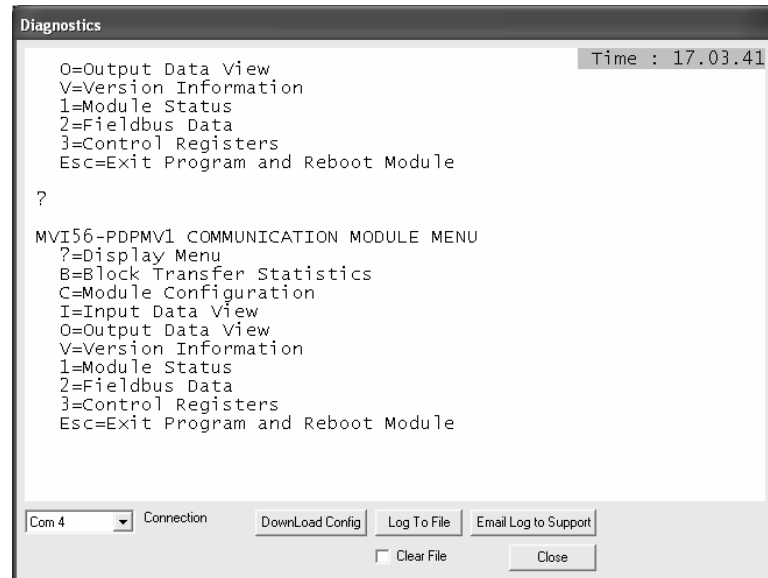 Diagnostics
Time : 17.03.41
O=Output Data View
V=Version Information
1=Module Status
2=Fieldbus Data
3=Control Registers
Esc=Exit Program and Reboot Module
?
MVI56-PDPMV1 COMMUNICATION MODULE MENU
?=Display Menu
B=Block Transfer Statistics
C=Module Configuration
I=Input Data View
O=Output Data View
V=Version Information
1=Module Status
2=Fieldbus Data
3=Control Registers
Esc=Exit Program and Reboot Module
Com 4 Connection DownLoad Config Log To File Email Log to Support
Clear File Close